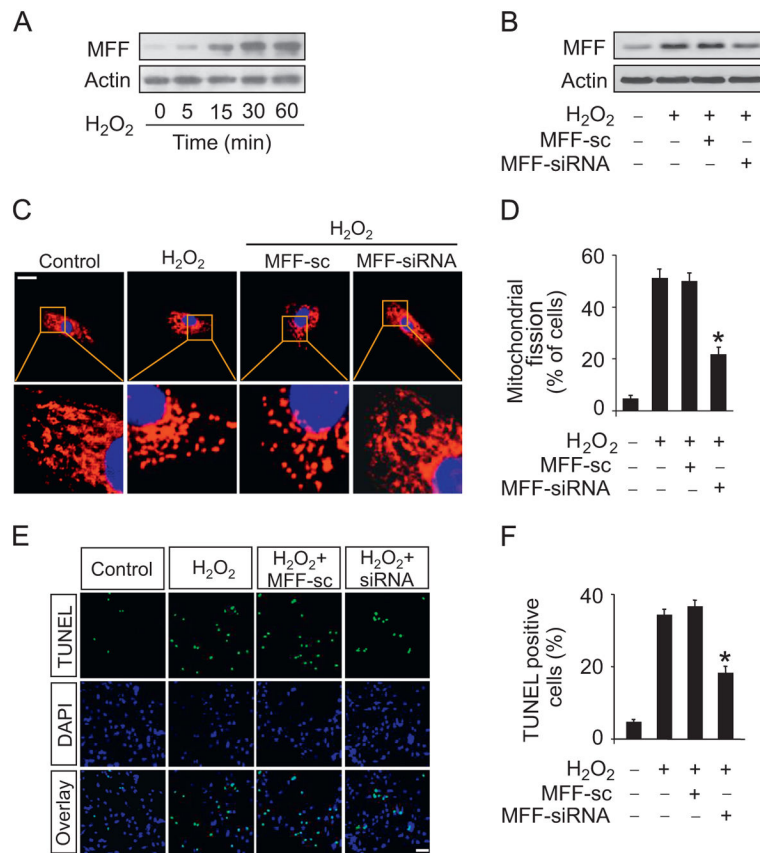 A
MFF
Actin
0 5 15 30 60
H₂O₂
Time (min)
B
MFF
Actin
H₂O₂ – + + +
MFF-sc – – + –
MFF-siRNA – – – +
C
H₂O₂
Control H₂O₂ MFF-sc MFF-siRNA
D
Mitochondrial
fission
(% of cells)
60
40
20
0
H₂O₂ – + + +
MFF-sc – – + –
MFF-siRNA – – – +
*
E
Control H₂O₂ H₂O₂+ H₂O₂+
MFF-sc siRNA
TUNEL
DAPI
Overlay
F
TUNEL positive
cells (%)
40
20
0
*
H₂O₂ – + + +
MFF-sc – – + –
MFF-siRNA – – – +